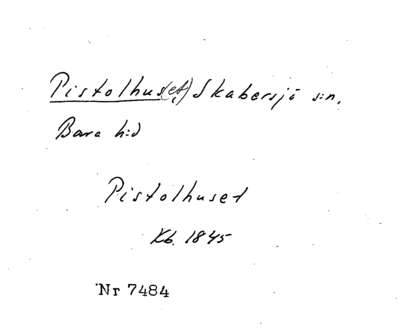 Pistolhus(et) Skabersjö s:n.
Bara h:d
Pistolhuset
Kb. 1845
Nr 7484